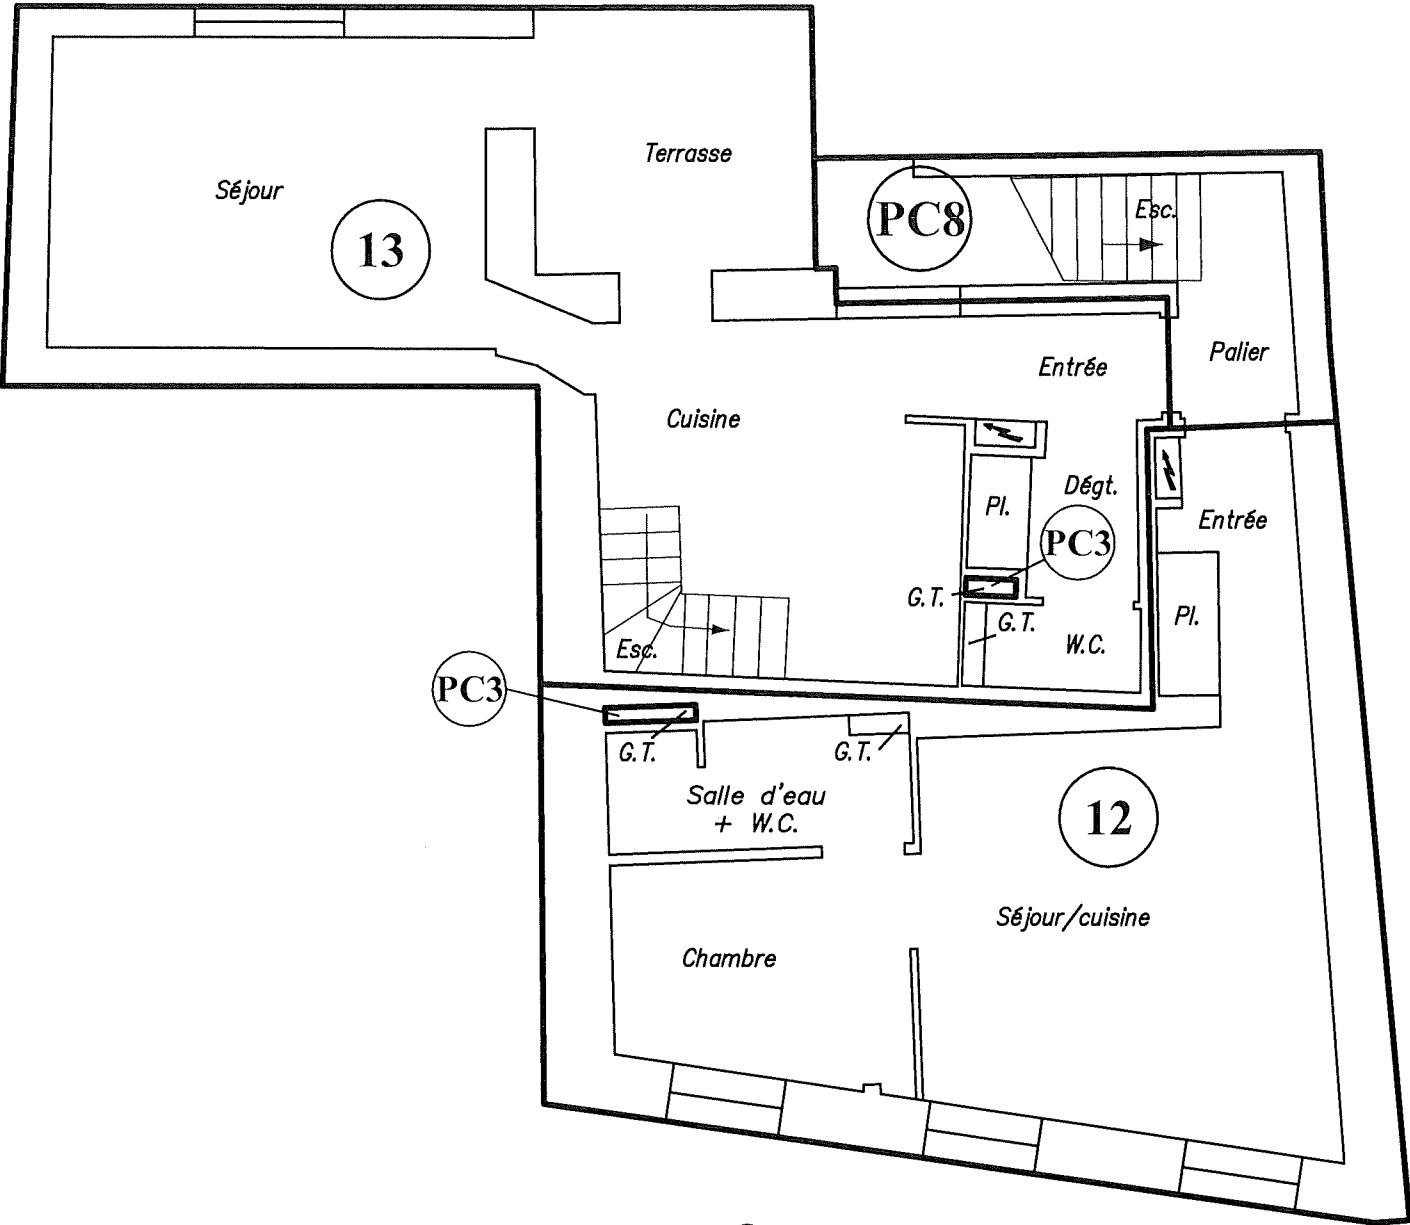 Terrasse
Séjour
PC8
Esc.
13
Palier
Entrée
Cuisine
Dégt.
Pl.
Entrée
PC3
G.T.
G.T.
Pl.
W.C.
Esc.
PC3
G.T.
G.T.
Salle d'eau
+ W.C.
12
Séjour/cuisine
Chambre